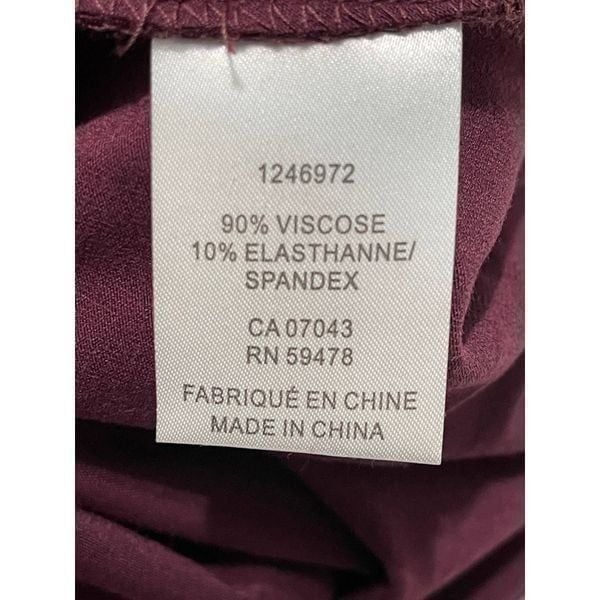 1246972
90% VISCOSE
10% ELASTHANNE/
SPANDEX
CA 07043
RN 59478
FABRIQUÉ EN CHINE
MADE IN CHINA